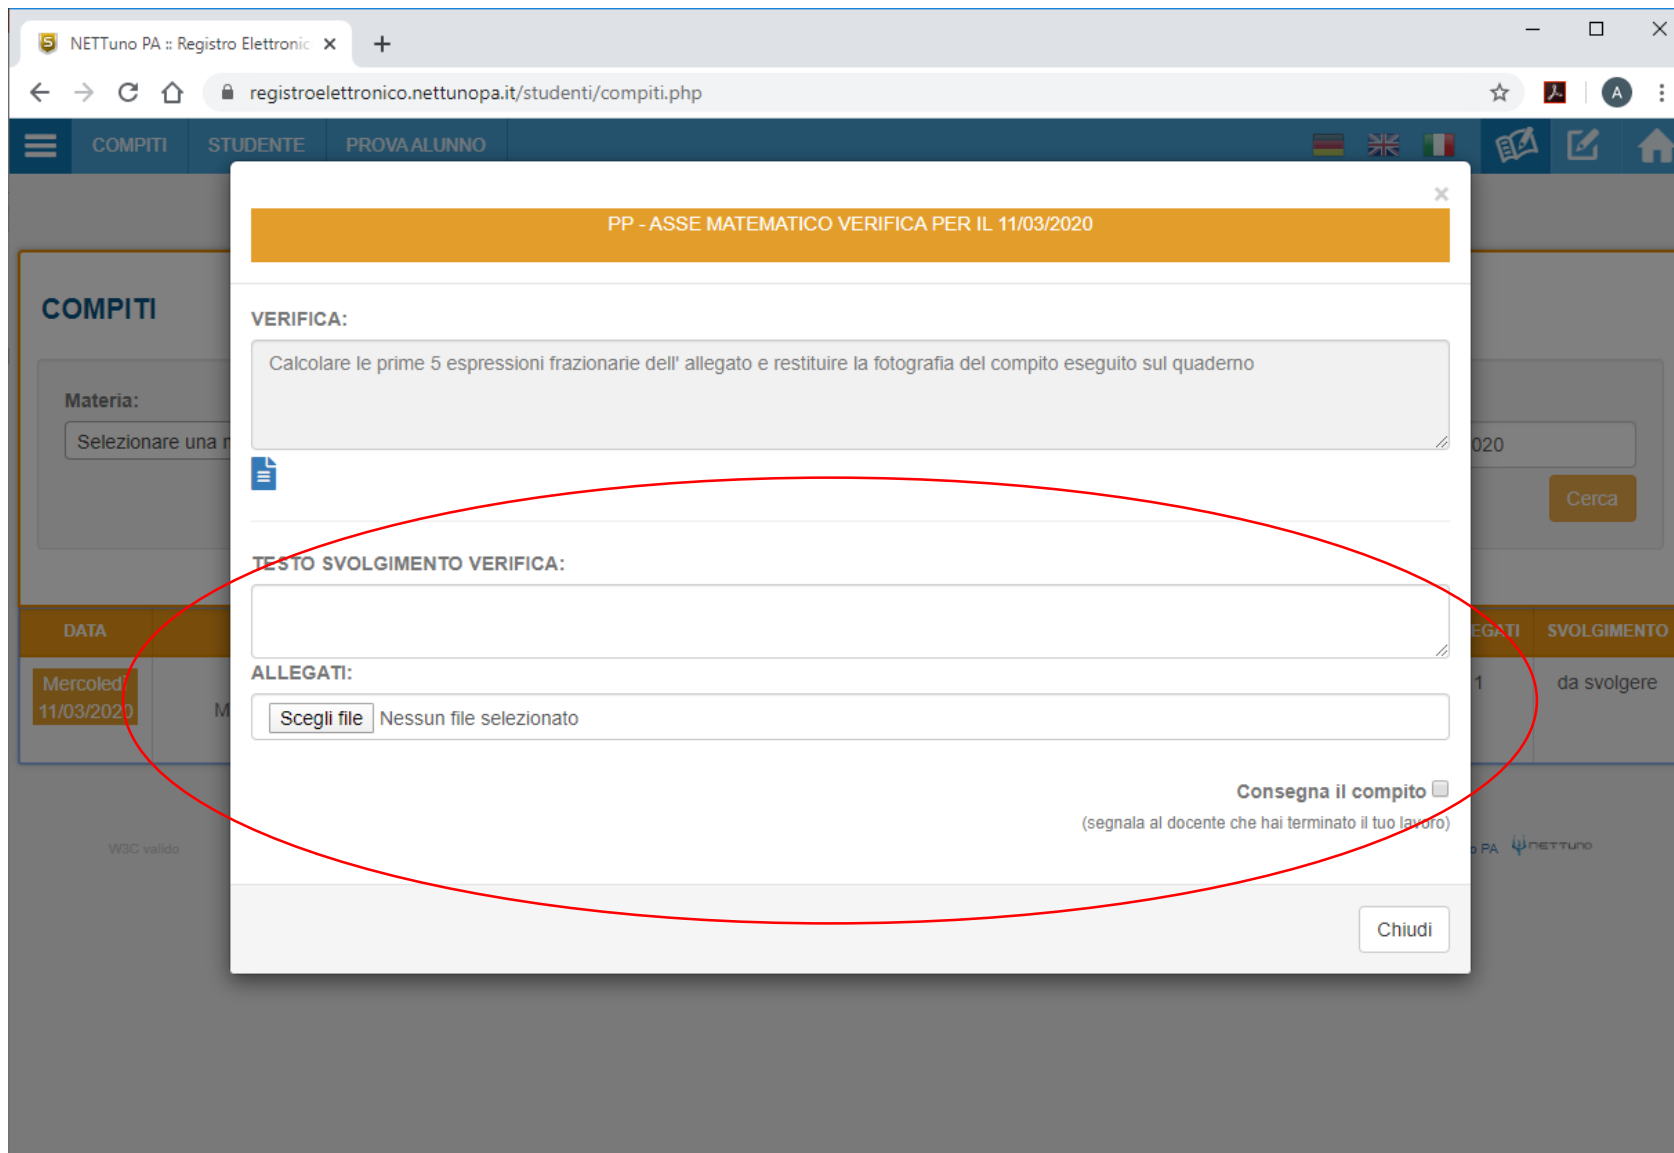 NETTuno PA :: Registro Elettronic
registroelettronico.nettunopa.it/studenti/compiti.php
A
COMPITI STUDENTE PROVA ALUNNO
×
PP - ASSE MATEMATICO VERIFICA PER IL 11/03/2020
COMPITI
VERIFICA:
Calcolare le prime 5 espressioni frazionarie dell' allegato e restituire la fotografia del compito eseguito sul quaderno
Materia:
Selezionare una m
020
Cerca
TESTO SVOLGIMENTO VERIFICA:
DATA
EGATI SVOLGIMENTO
ALLEGATI:
Mercoledì
11/03/2020
M
1
da svolgere
Scegli file Nessun file selezionato
Consegna il compito
(segnala al docente che hai terminato il tuo lavoro)
W3C valido
o PA nettuno
Chiudi